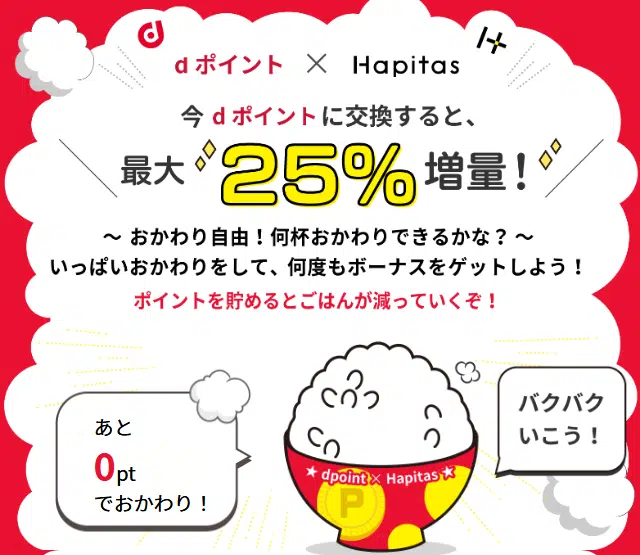 d ポイント × Hapitas
今 d ポイントに交換すると、
最大 25% 増量！
～ おかわり自由！何杯おかわりできるかな？ ～
いっぱいおかわりをして、何度もボーナスをゲットしよう！
ポイントを貯めるとごはんが減っていくぞ！
あと
0pt
でおかわり！
バクバク
いこう！
★ dpoint × Hapitas ★
P